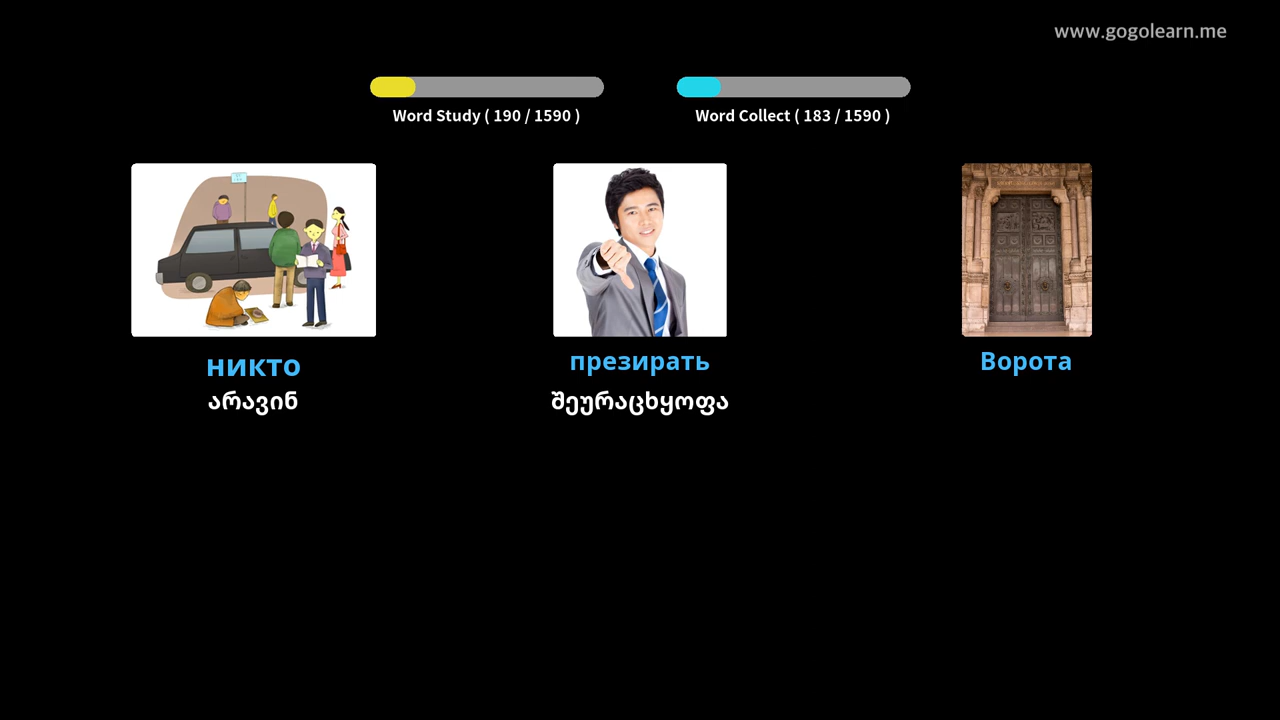 www.gogolearn.me
Word Study ( 190 / 1590 )
Word Collect ( 183 / 1590 )
никто
არავინ
презирать
შეურაცხყოფა
Ворота